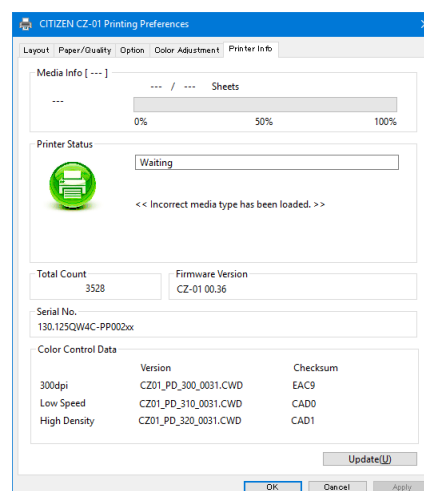 CITIZEN CZ-01 Printing Preferences
Layout Paper/Quality Option Color Adjustment Printer Info
Media Info [ --- ]
--- / --- Sheets
---
0% 50% 100%
Printer Status
Waiting
<< Incorrect media type has been loaded. >>
Total Count Firmware Version
3528 CZ-01 00.36
Serial No.
130.125QW4C-PP002xx
Color Control Data
Version Checksum
300dpi CZ01_PD_300_0031.CWD EAC9
Low Speed CZ01_PD_310_0031.CWD CAD0
High Density CZ01_PD_320_0031.CWD CAD1
Update(U)
OK Cancel Apply